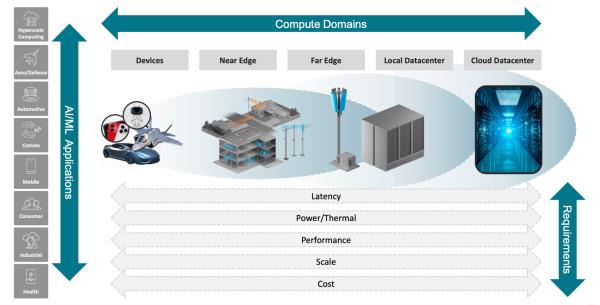 Compute Domains
Hyperscale
Computing
Aero/Defense
Automotive
Comms
Mobile
Consumer
Industrial
Health
AI/ML Applications
Devices
Near Edge
Far Edge
Local Datacenter
Cloud Datacenter
Latency
Power/Thermal
Performance
Scale
Cost
Requirements